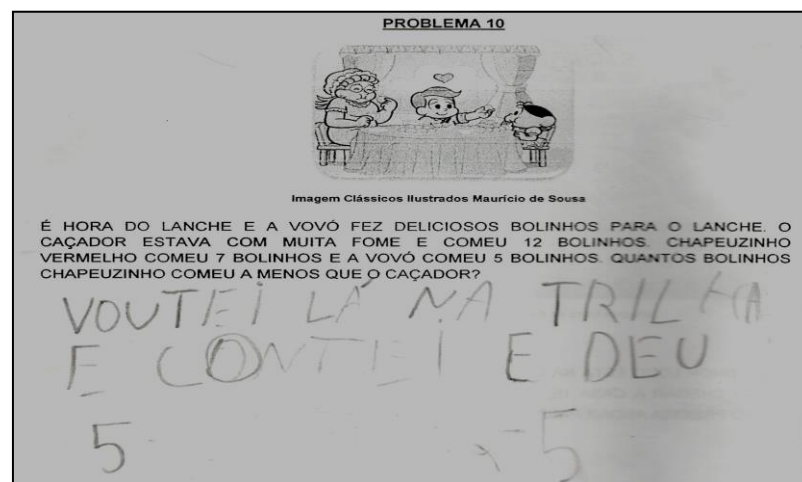 PROBLEMA 10
Imagem Clássicos Ilustrados Maurício de Sousa
É HORA DO LANCHE E A VOVÓ FEZ DELICIOSOS BOLINHOS PARA O LANCHE. O
CAÇADOR ESTAVA COM MUITA FOME E COMEU 12 BOLINHOS. CHAPEUZINHO
VERMELHO COMEU 7 BOLINHOS E A VOVÓ COMEU 5 BOLINHOS. QUANTOS BOLINHOS
CHAPEUZINHO COMEU A MENOS QUE O CAÇADOR?
VOUTEI LÁ NA TRILHA
E CONTEI E DEU
5 5